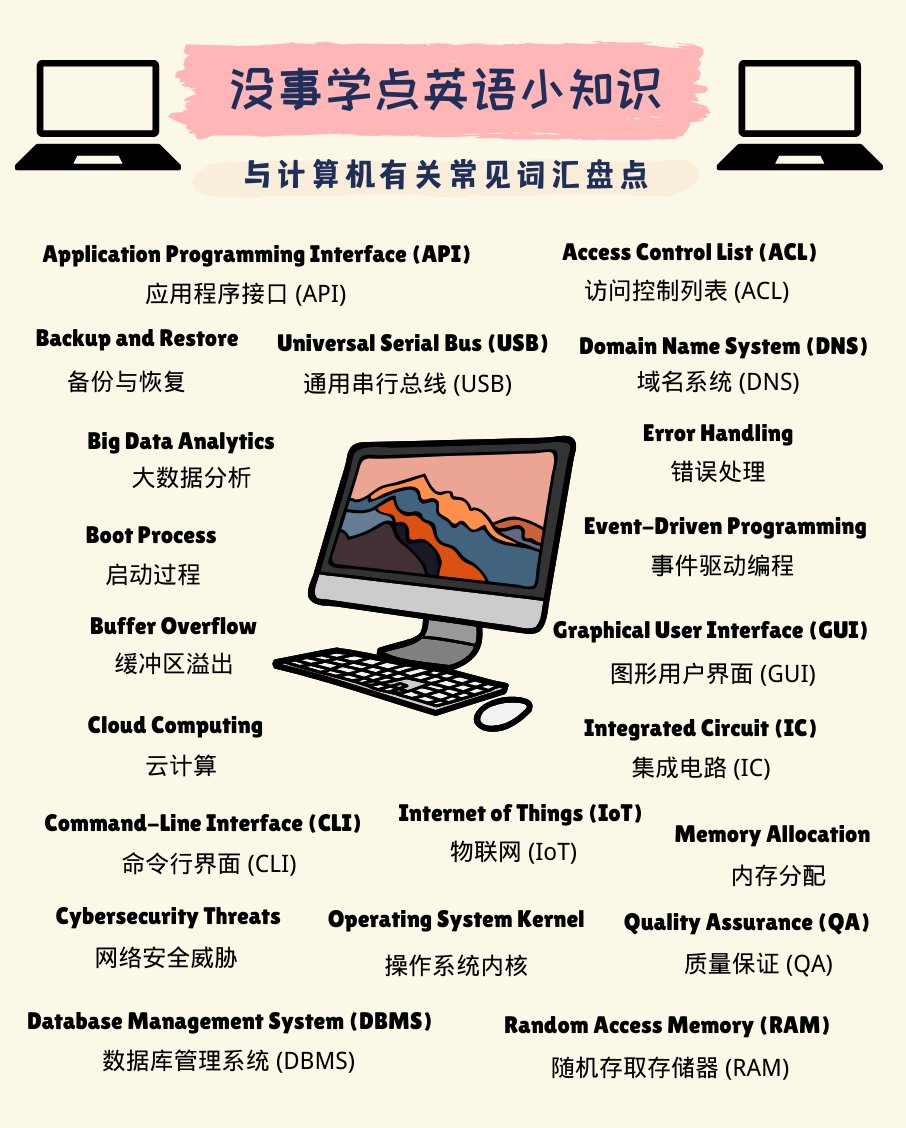 没事学点英语小知识
与计算机有关常见词汇盘点
Application Programming Interface (API)
应用程序接口 (API)
Access Control List (ACL)
访问控制列表 (ACL)
Backup and Restore
备份与恢复
Universal Serial Bus (USB)
通用串行总线 (USB)
Domain Name System (DNS)
域名系统 (DNS)
Big Data Analytics
大数据分析
Error Handling
错误处理
Boot Process
启动过程
Event-Driven Programming
事件驱动编程
Buffer Overflow
缓冲区溢出
Graphical User Interface (GUI)
图形用户界面 (GUI)
Cloud Computing
云计算
Integrated Circuit (IC)
集成电路 (IC)
Command-Line Interface (CLI)
命令行界面 (CLI)
Internet of Things (IoT)
物联网 (IoT)
Memory Allocation
内存分配
Cybersecurity Threats
网络安全威胁
Operating System Kernel
操作系统内核
Quality Assurance (QA)
质量保证 (QA)
Database Management System (DBMS)
数据库管理系统 (DBMS)
Random Access Memory (RAM)
随机存取存储器 (RAM)